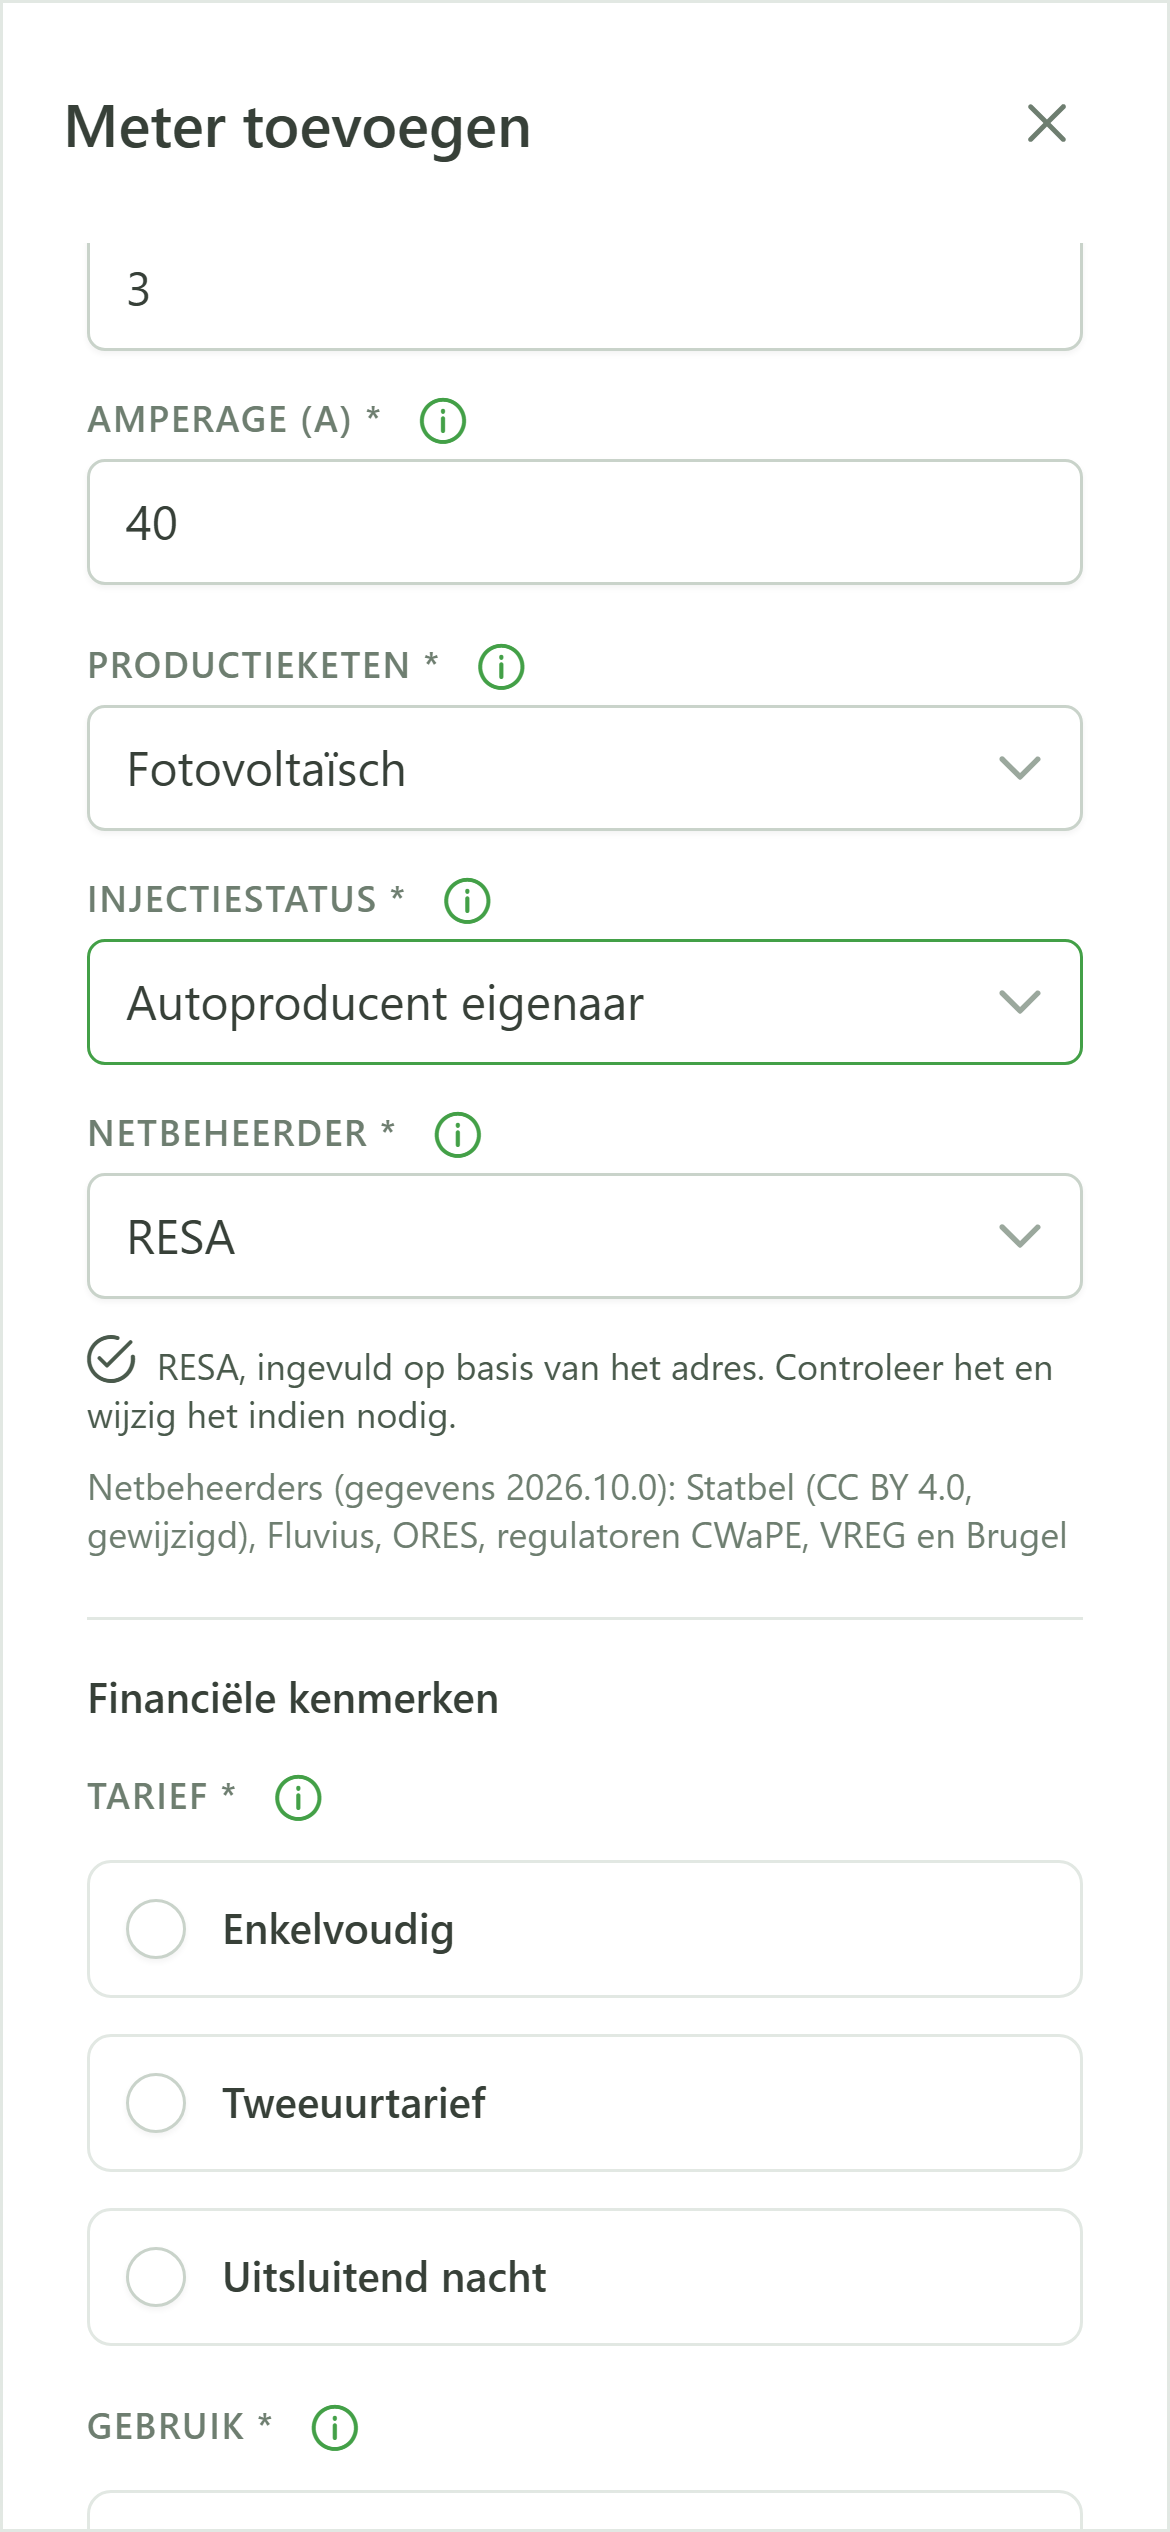 Meter toevoegen
3
AMPERAGE (A) *
40
PRODUCTIEKETEN *
Fotovoltaïsch
INJECTIESTATUS *
Autoproducent eigenaar
NETBEHEERDER *
RESA
RESA, ingevuld op basis van het adres. Controleer het en
wijzig het indien nodig.
Netbeheerders (gegevens 2026.10.0): Statbel (CC BY 4.0,
gewijzigd), Fluvius, ORES, regulatoren CWaPE, VREG en Brugel
Financiële kenmerken
TARIEF *
Enkelvoudig
Tweeuurtarief
Uitsluitend nacht
GEBRUIK *